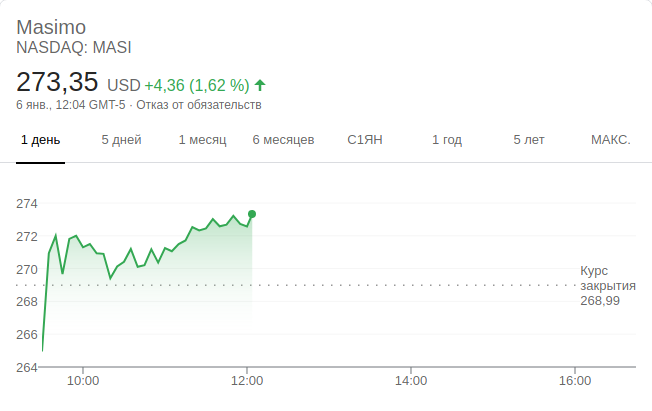 Masimo
NASDAQ: MASI
273,35 USD +4,36 (1,62 %)
6 янв., 12:04 GMT-5 · Отказ от обязательств
1 день 5 дней 1 месяц 6 месяцев С1ЯН 1 год 5 лет МАКС.
274
272
270
268
266
264
Курс
закрытия
268,99
10:00 12:00 14:00 16:00